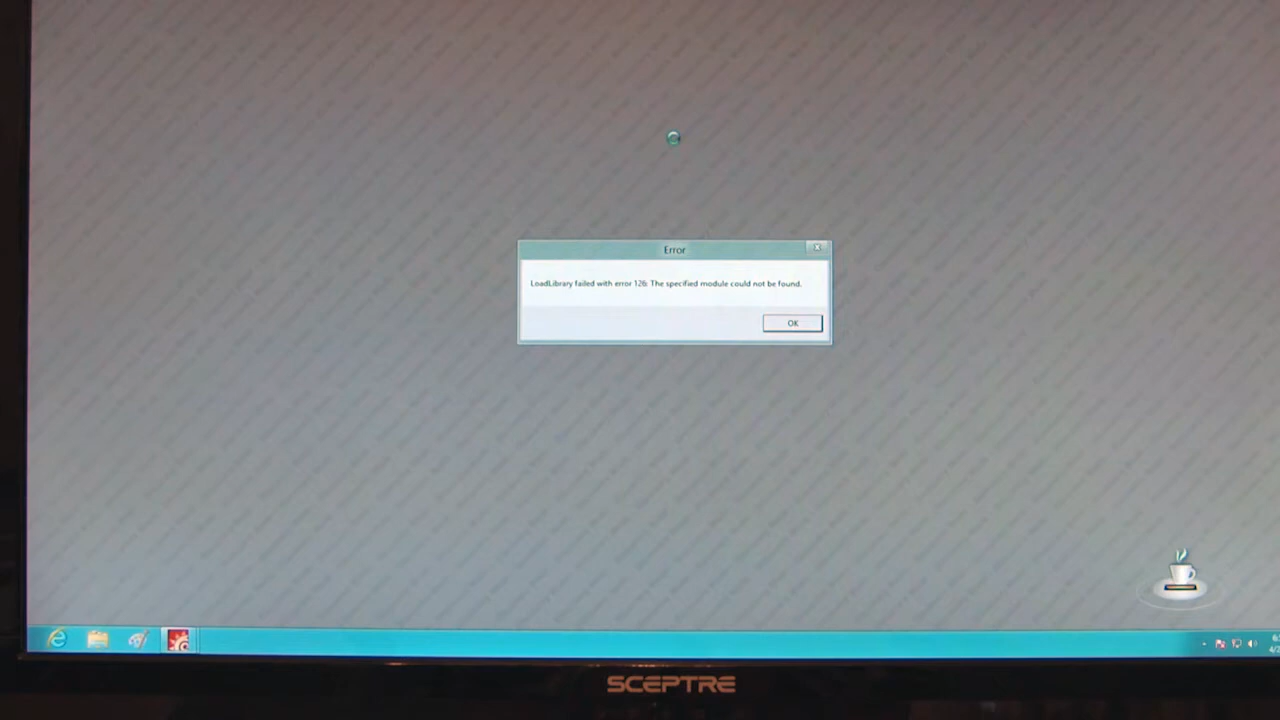 Error
LoadLibrary failed with error 126: The specified module could not be found.
OK
SCEPTRE